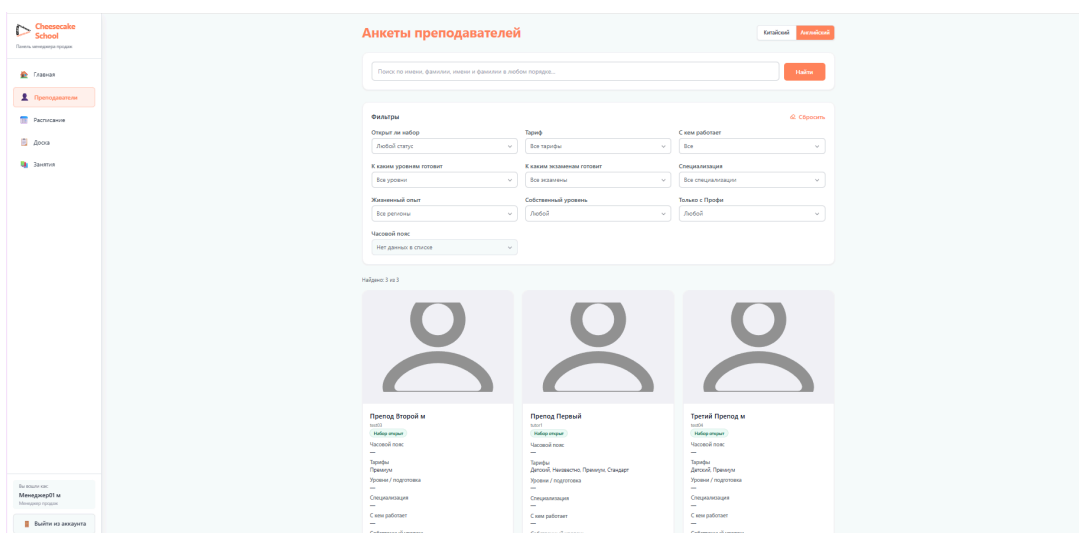 Cheesecake
School
Панель менеджера продаж
Главная
Преподаватели
Расписание
Доска
Занятия
Вы вошли как:
Менеджер01 м
Менеджер продаж
Выйти из аккаунта
Анкеты преподавателей
Китайский Английский
Поиск по имени, фамилии, имени и фамилии в любом порядке...
Найти
Фильтры
Сбросить
Открыт ли набор Тариф С кем работает
Любой статус Все тарифы Все
К каким уровням готовит К каким экзаменам готовит Специализация
Все уровни Все экзамены Все специализации
Жизненный опыт Собственный уровень Только с Профи
Все регионы Любой Любой
Часовой пояс
Нет данных в списке
Найдено: 3 из 3
Препод Второй м
test03
Набор открыт
Часовой пояс
—
Тарифы
Премиум
Уровни / подготовка
—
Специализация
—
С кем работает
—
Препод Первый
tutor1
Набор открыт
Часовой пояс
—
Тарифы
Детский, Неизвестно, Премиум, Стандарт
Уровни / подготовка
—
Специализация
—
С кем работает
—
Третий Препод м
test04
Набор открыт
Часовой пояс
—
Тарифы
Детский, Премиум
Уровни / подготовка
—
Специализация
—
С кем работает
—